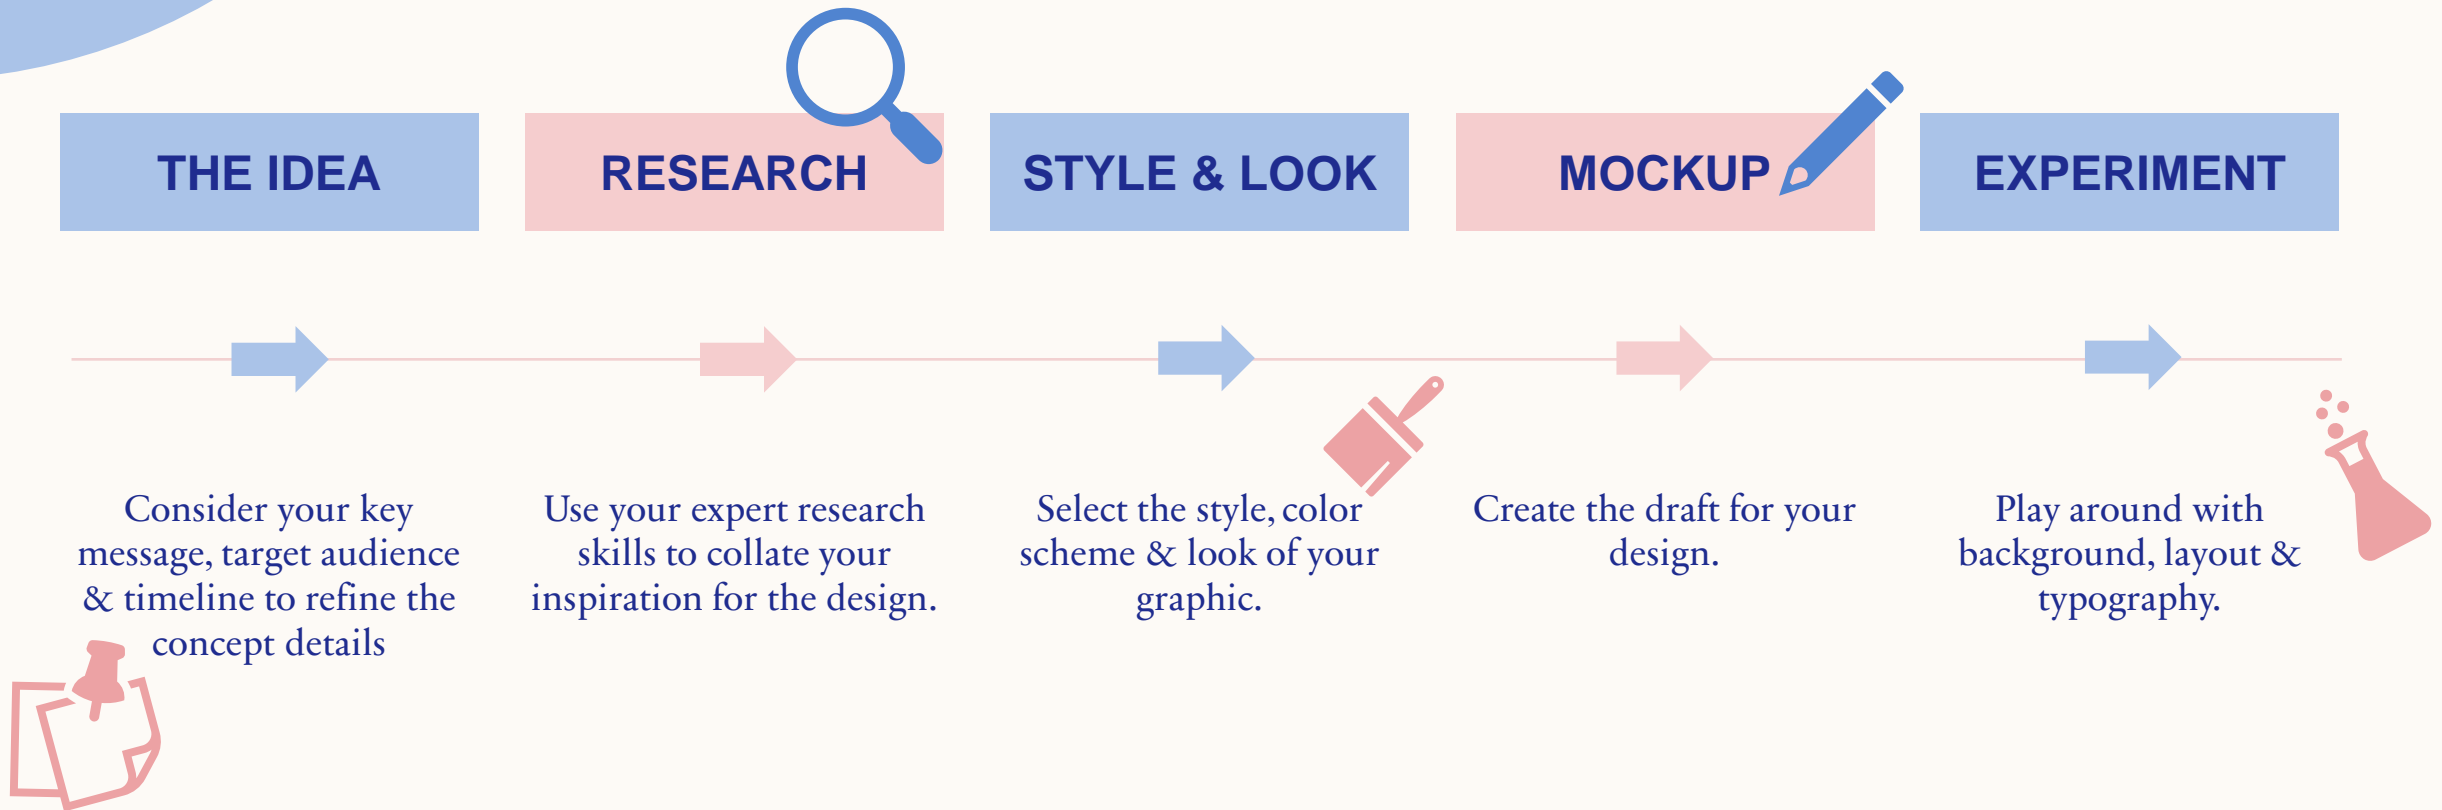 THE IDEA
RESEARCH
STYLE & LOOK
MOCKUP
EXPERIMENT
Consider your key
message, target audience
& timeline to refine the
concept details
Use your expert research
skills to collate your
inspiration for the design.
Select the style, color
scheme & look of your
graphic.
Create the draft for your
design.
Play around with
background, layout &
typography.